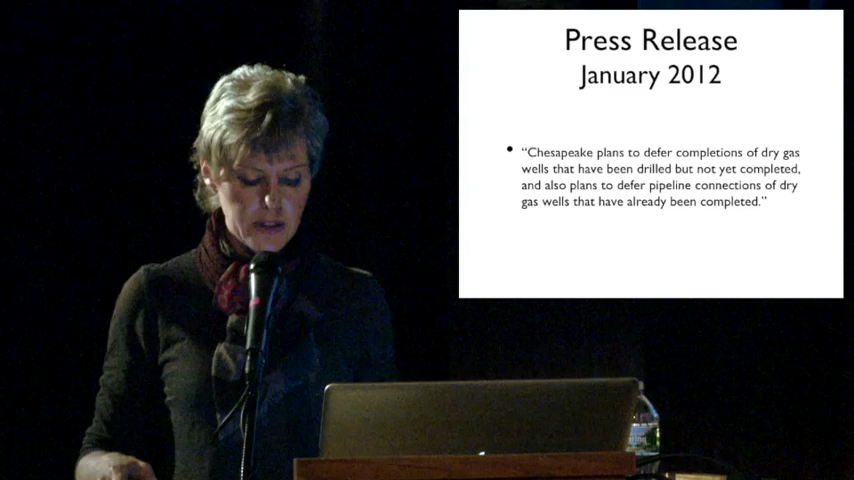 Press Release
January 2012
• “Chesapeake plans to defer completions of dry gas
wells that have been drilled but not yet completed,
and also plans to defer pipeline connections of dry
gas wells that have already been completed.”